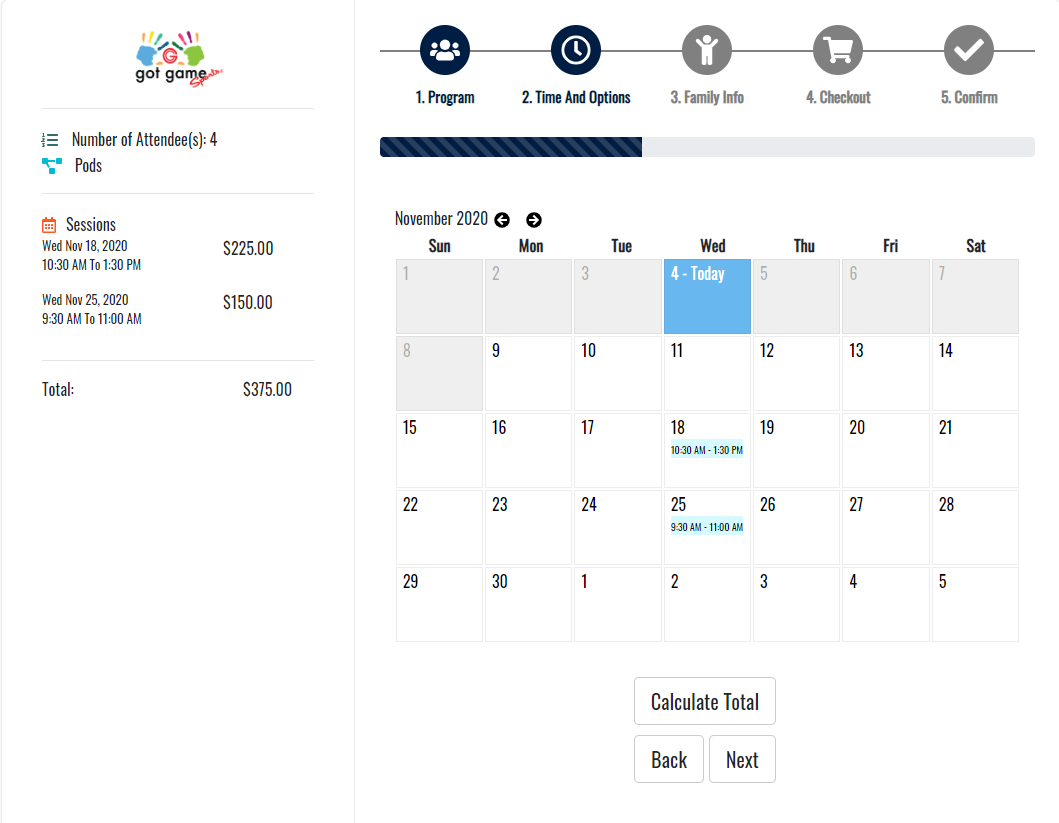 G
got game
Sports
Number of Attendee(s): 4
Pods
Sessions
Wed Nov 18, 2020
10:30 AM To 1:30 PM
$225.00
Wed Nov 25, 2020
9:30 AM To 11:00 AM
$150.00
Total: $375.00
1. Program 2. Time And Options 3. Family Info 4. Checkout 5. Confirm
November 2020
Sun Mon Tue Wed Thu Fri Sat
1 2 3 4 - Today 5 6 7
8 9 10 11 12 13 14
15 16 17 18 19 20 21
10:30 AM - 1:30 PM
22 23 24 25 26 27 28
9:30 AM - 11:00 AM
29 30 1 2 3 4 5
Calculate Total
Back Next